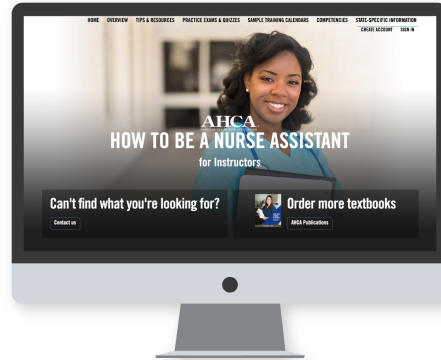 HOME OVERVIEW TIPS & RESOURCES PRACTICE EXAMS & QUIZZES SAMPLE TRAINING CALENDARS COMPETENCIES STATE-SPECIFIC INFORMATION
CREATE ACCOUNT SIGN IN
AHCA
HOW TO BE A NURSE ASSISTANT
for Instructors
Can't find what you're looking for?
Contact us
Order more textbooks
AHCA Publications